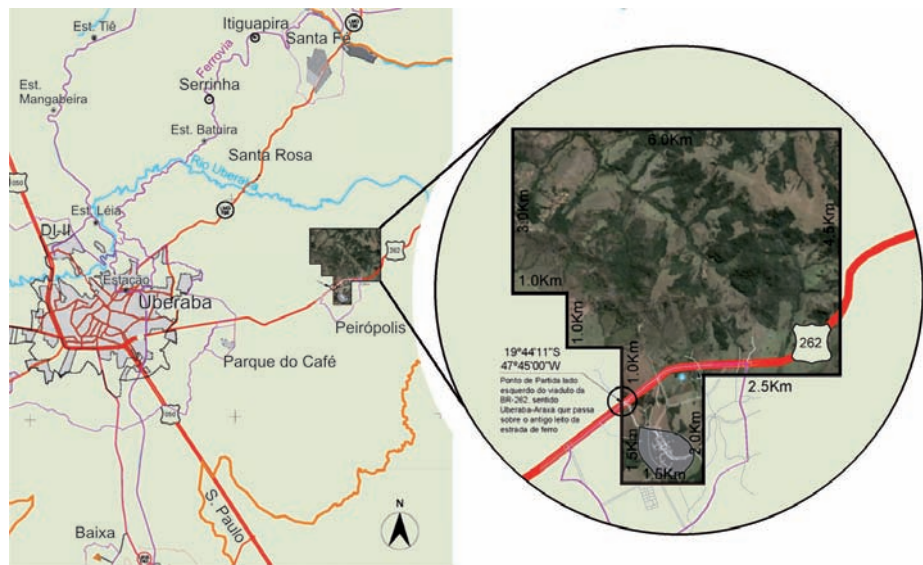 Est. Tiê
Itiguapira
Santa Fé
Ferrovia
Est.
Mangabeira
Serrinha
Est. Batuira
Santa Rosa
Rio Uberaba
050
Est. Léia
DI-II
262
Estação
Uberaba
Peirópolis
Parque do Café
050
S. Paulo
N
Baixa
6.0Km
3.0Km
4.5Km
1.0Km
1.0Km
1.0Km
262
2.5Km
19°44'11"S
47°45'00"W
Ponto de Partida lado
esquerdo do viaduto da
BR-262, sentido
Uberaba-Araxa que passa
sobre o antigo leito da
estrada de ferro
1.5Km
2.0Km
1.5Km